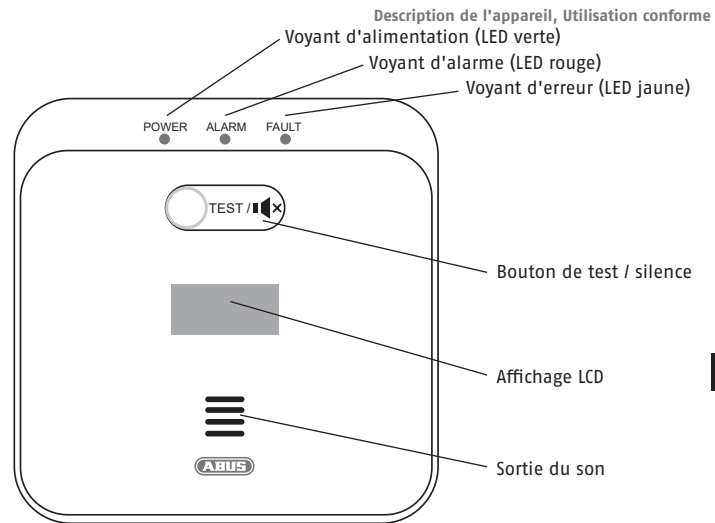 Description de l'appareil, Utilisation conforme
Voyant d'alimentation (LED verte)
Voyant d'alarme (LED rouge)
Voyant d'erreur (LED jaune)
POWER ALARM FAULT
TEST /
Bouton de test / silence
Affichage LCD
Sortie du son
ABUS